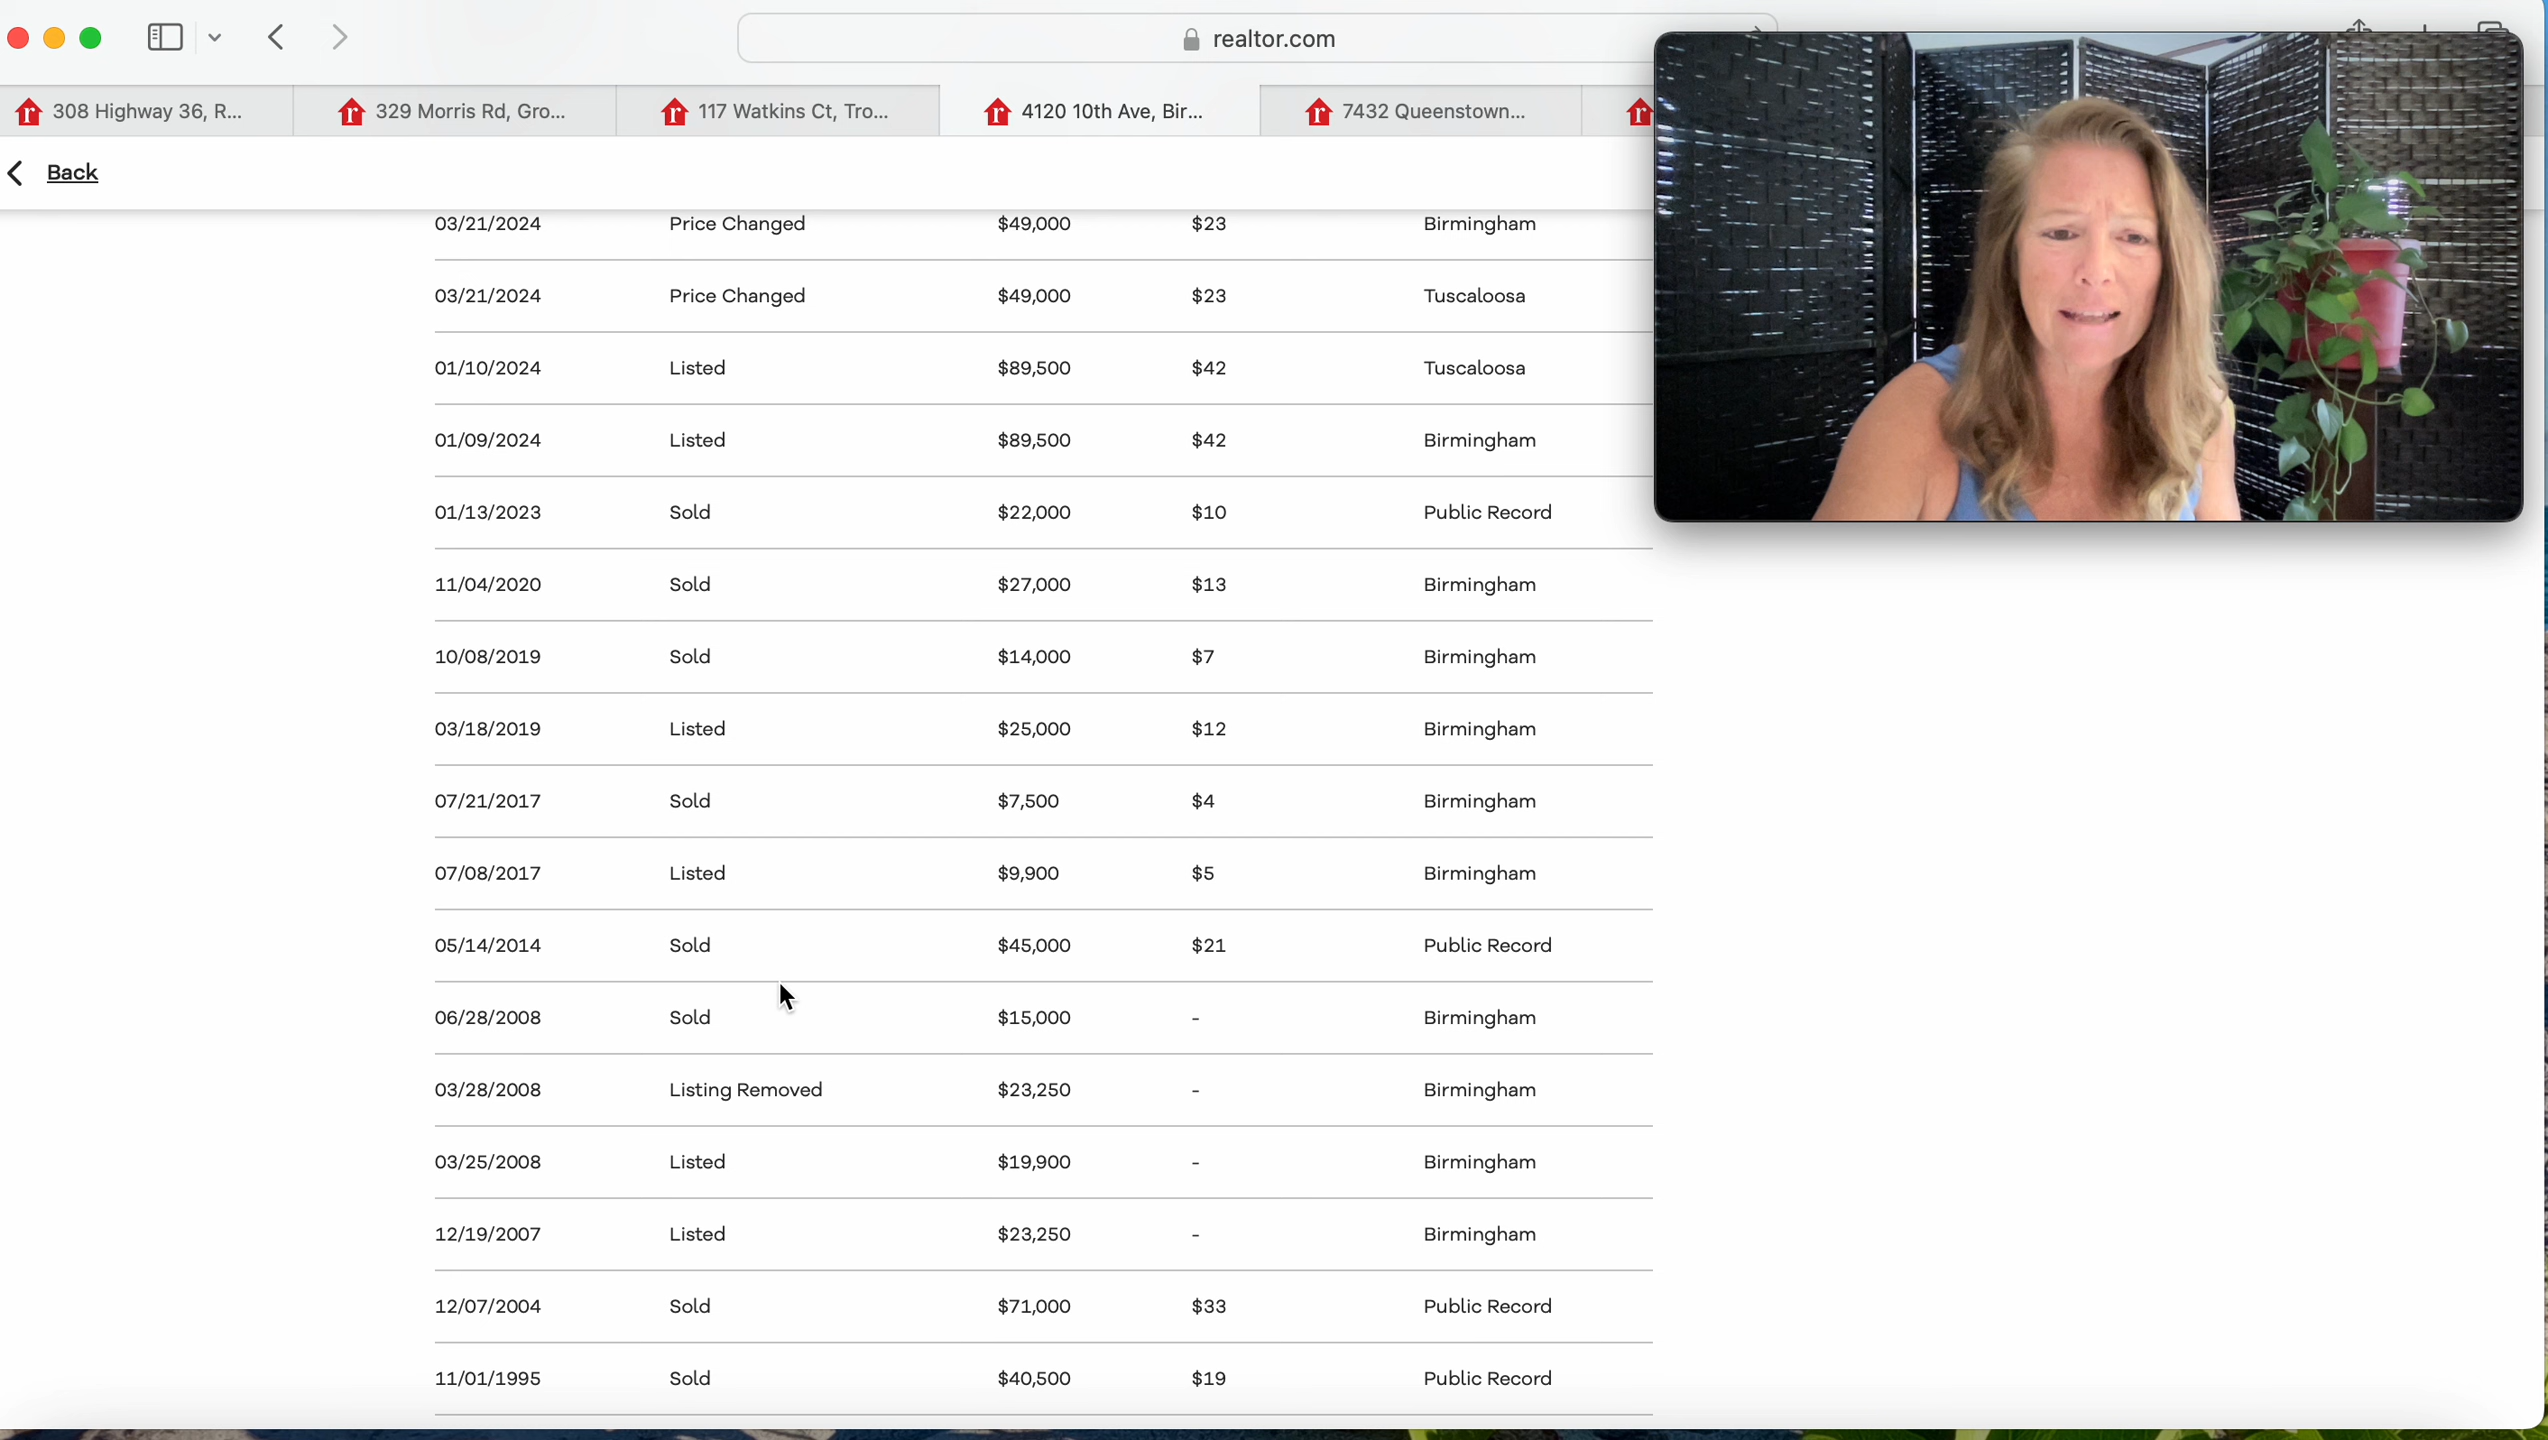 realtor.com
308 Highway 36, R... 329 Morris Rd, Gro... 117 Watkins Ct, Tro... 4120 10th Ave, Bir... 7432 Queenstown...
Back
03/21/2024 Price Changed $49,000 $23 Birmingham
03/21/2024 Price Changed $49,000 $23 Tuscaloosa
01/10/2024 Listed $89,500 $42 Tuscaloosa
01/09/2024 Listed $89,500 $42 Birmingham
01/13/2023 Sold $22,000 $10 Public Record
11/04/2020 Sold $27,000 $13 Birmingham
10/08/2019 Sold $14,000 $7 Birmingham
03/18/2019 Listed $25,000 $12 Birmingham
07/21/2017 Sold $7,500 $4 Birmingham
07/08/2017 Listed $9,900 $5 Birmingham
05/14/2014 Sold $45,000 $21 Public Record
06/28/2008 Sold $15,000 - Birmingham
03/28/2008 Listing Removed $23,250 - Birmingham
03/25/2008 Listed $19,900 - Birmingham
12/19/2007 Listed $23,250 - Birmingham
12/07/2004 Sold $71,000 $33 Public Record
11/01/1995 Sold $40,500 $19 Public Record